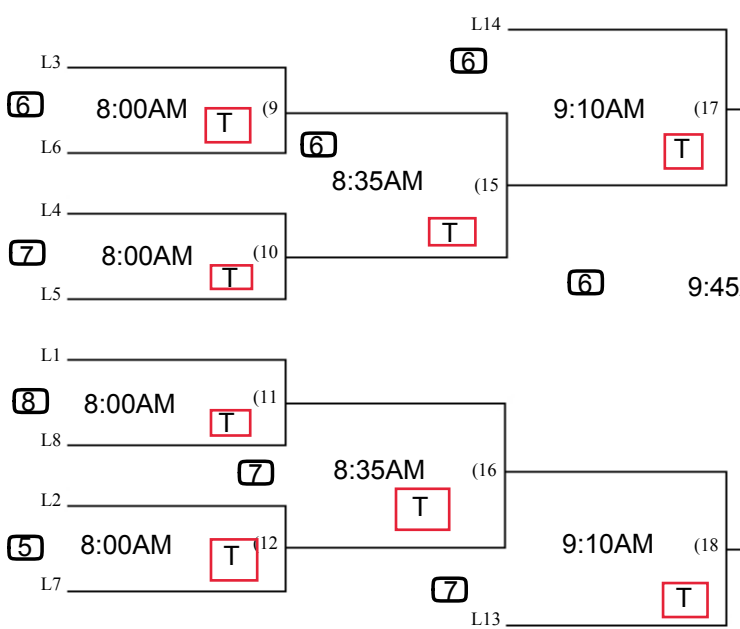 L14
6
L3
6 8:00AM T (9
L6
6
9:10AM (17
T
8:35AM (15
T
L4
7 8:00AM T (10
L5
6 9:45
L1
8 8:00AM T (11
L8
7
8:35AM (16
T
L2
5 8:00AM T (12
L7
9:10AM (18
7
T
L13